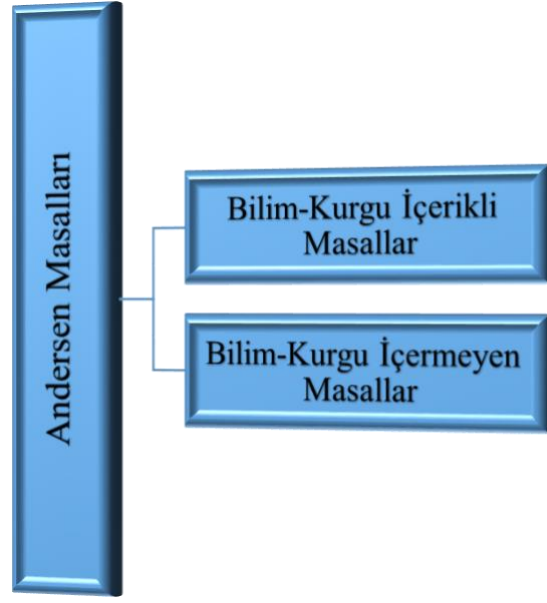 Andersen Masalları
Bilim-Kurgu İçerikli
Masallar
Bilim-Kurgu İçermeyen
Masallar